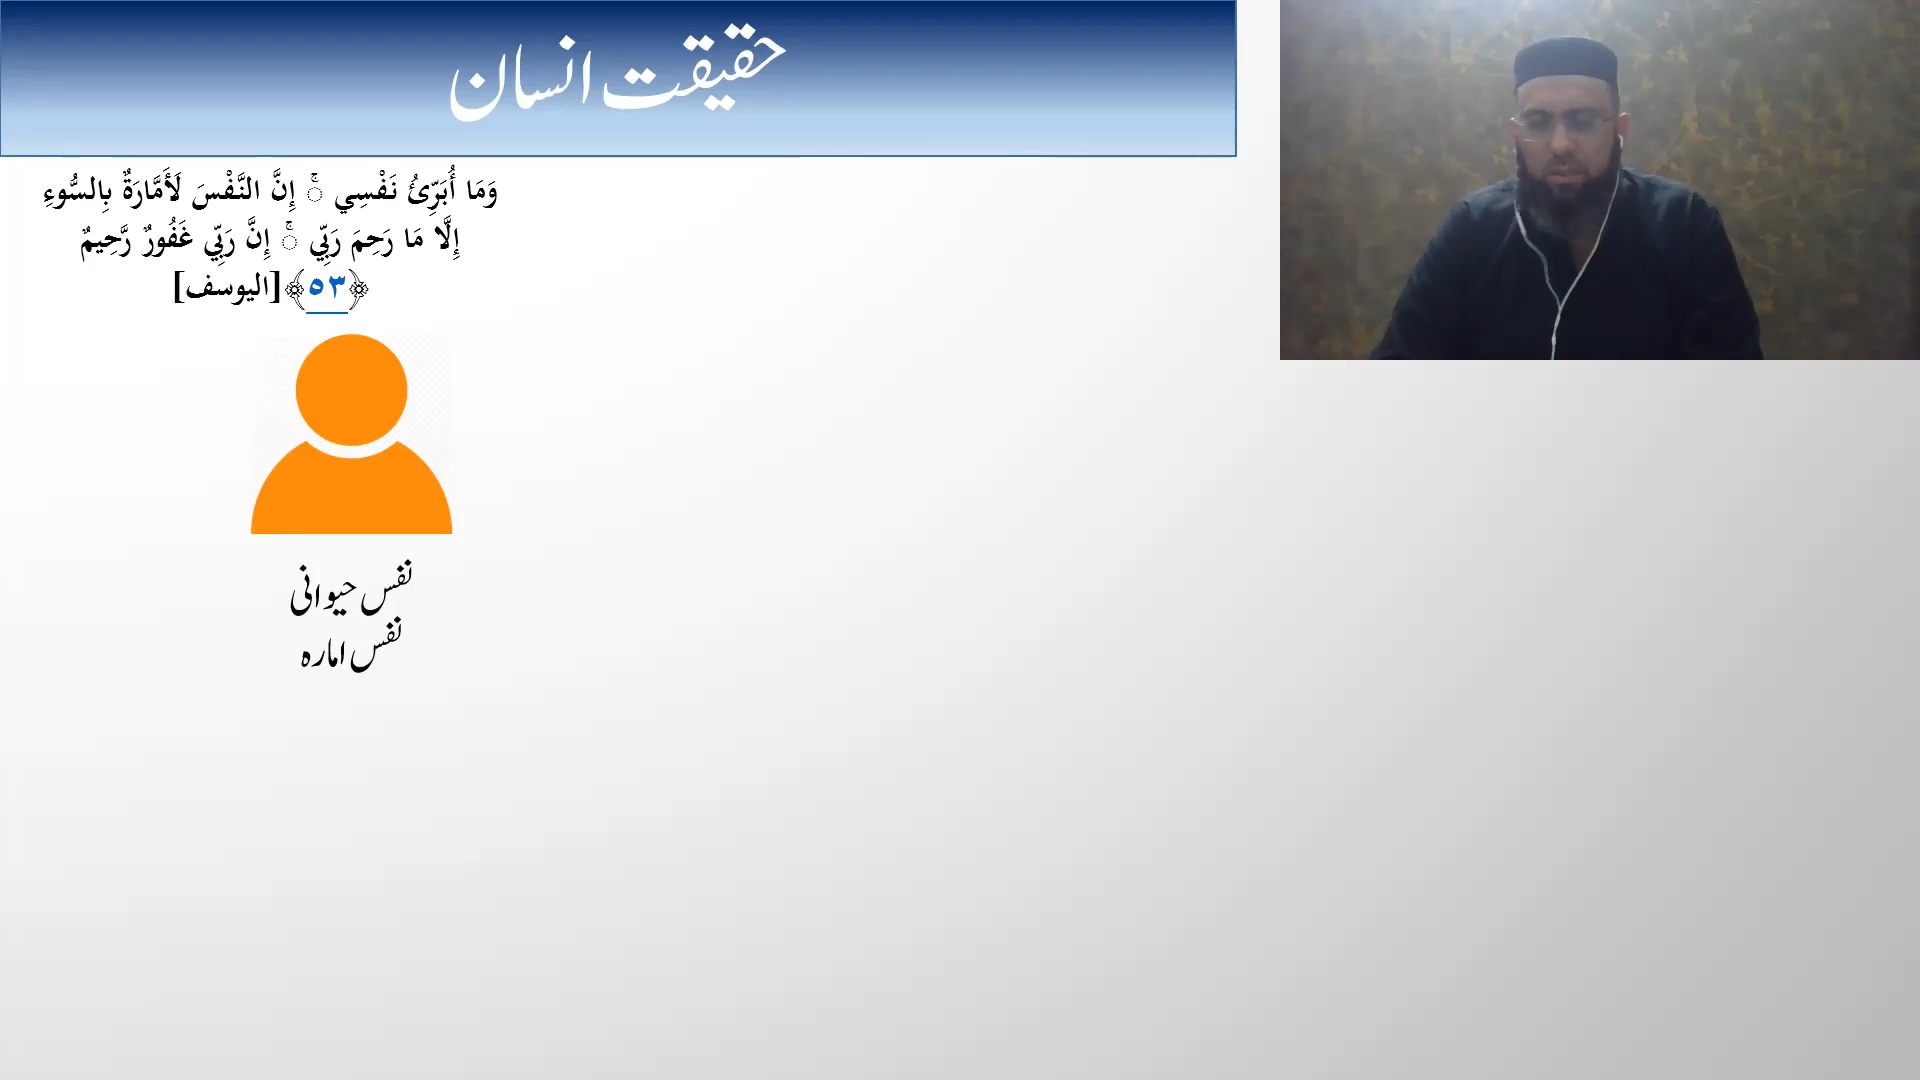 حقیقت انسان
وَمَا أُبَرِّئُ نَفْسِي ۚ إِنَّ النَّفْسَ لَأَمَّارَةٌ بِالسُّوءِ
إِلَّا مَا رَحِمَ رَبِّي ۚ إِنَّ رَبِّي غَفُورٌ رَّحِيمٌ
﴿٥٣﴾[الیوسف]
نفس حیوانی
نفس امارہ